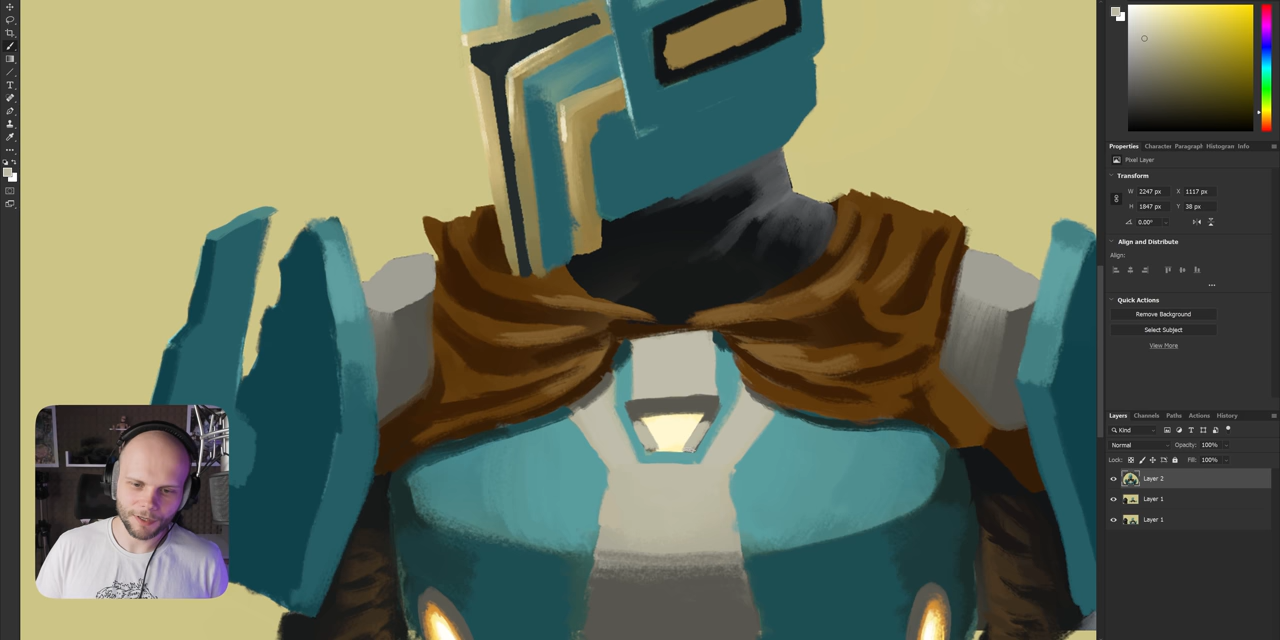 Properties Character Paragraph Histogran Info
Pixel Layer
Transform
W 2247 px X 1117 px
H 1847 px Y 38 px
0.00°
Align and Distribute
Align:
Quick Actions
Remove Background
Select Subject
View More
Layers Channels Paths Actions History
Kind
Normal Opacity: 100%
Lock: Fill: 100%
Layer 2
Layer 1
Layer 1